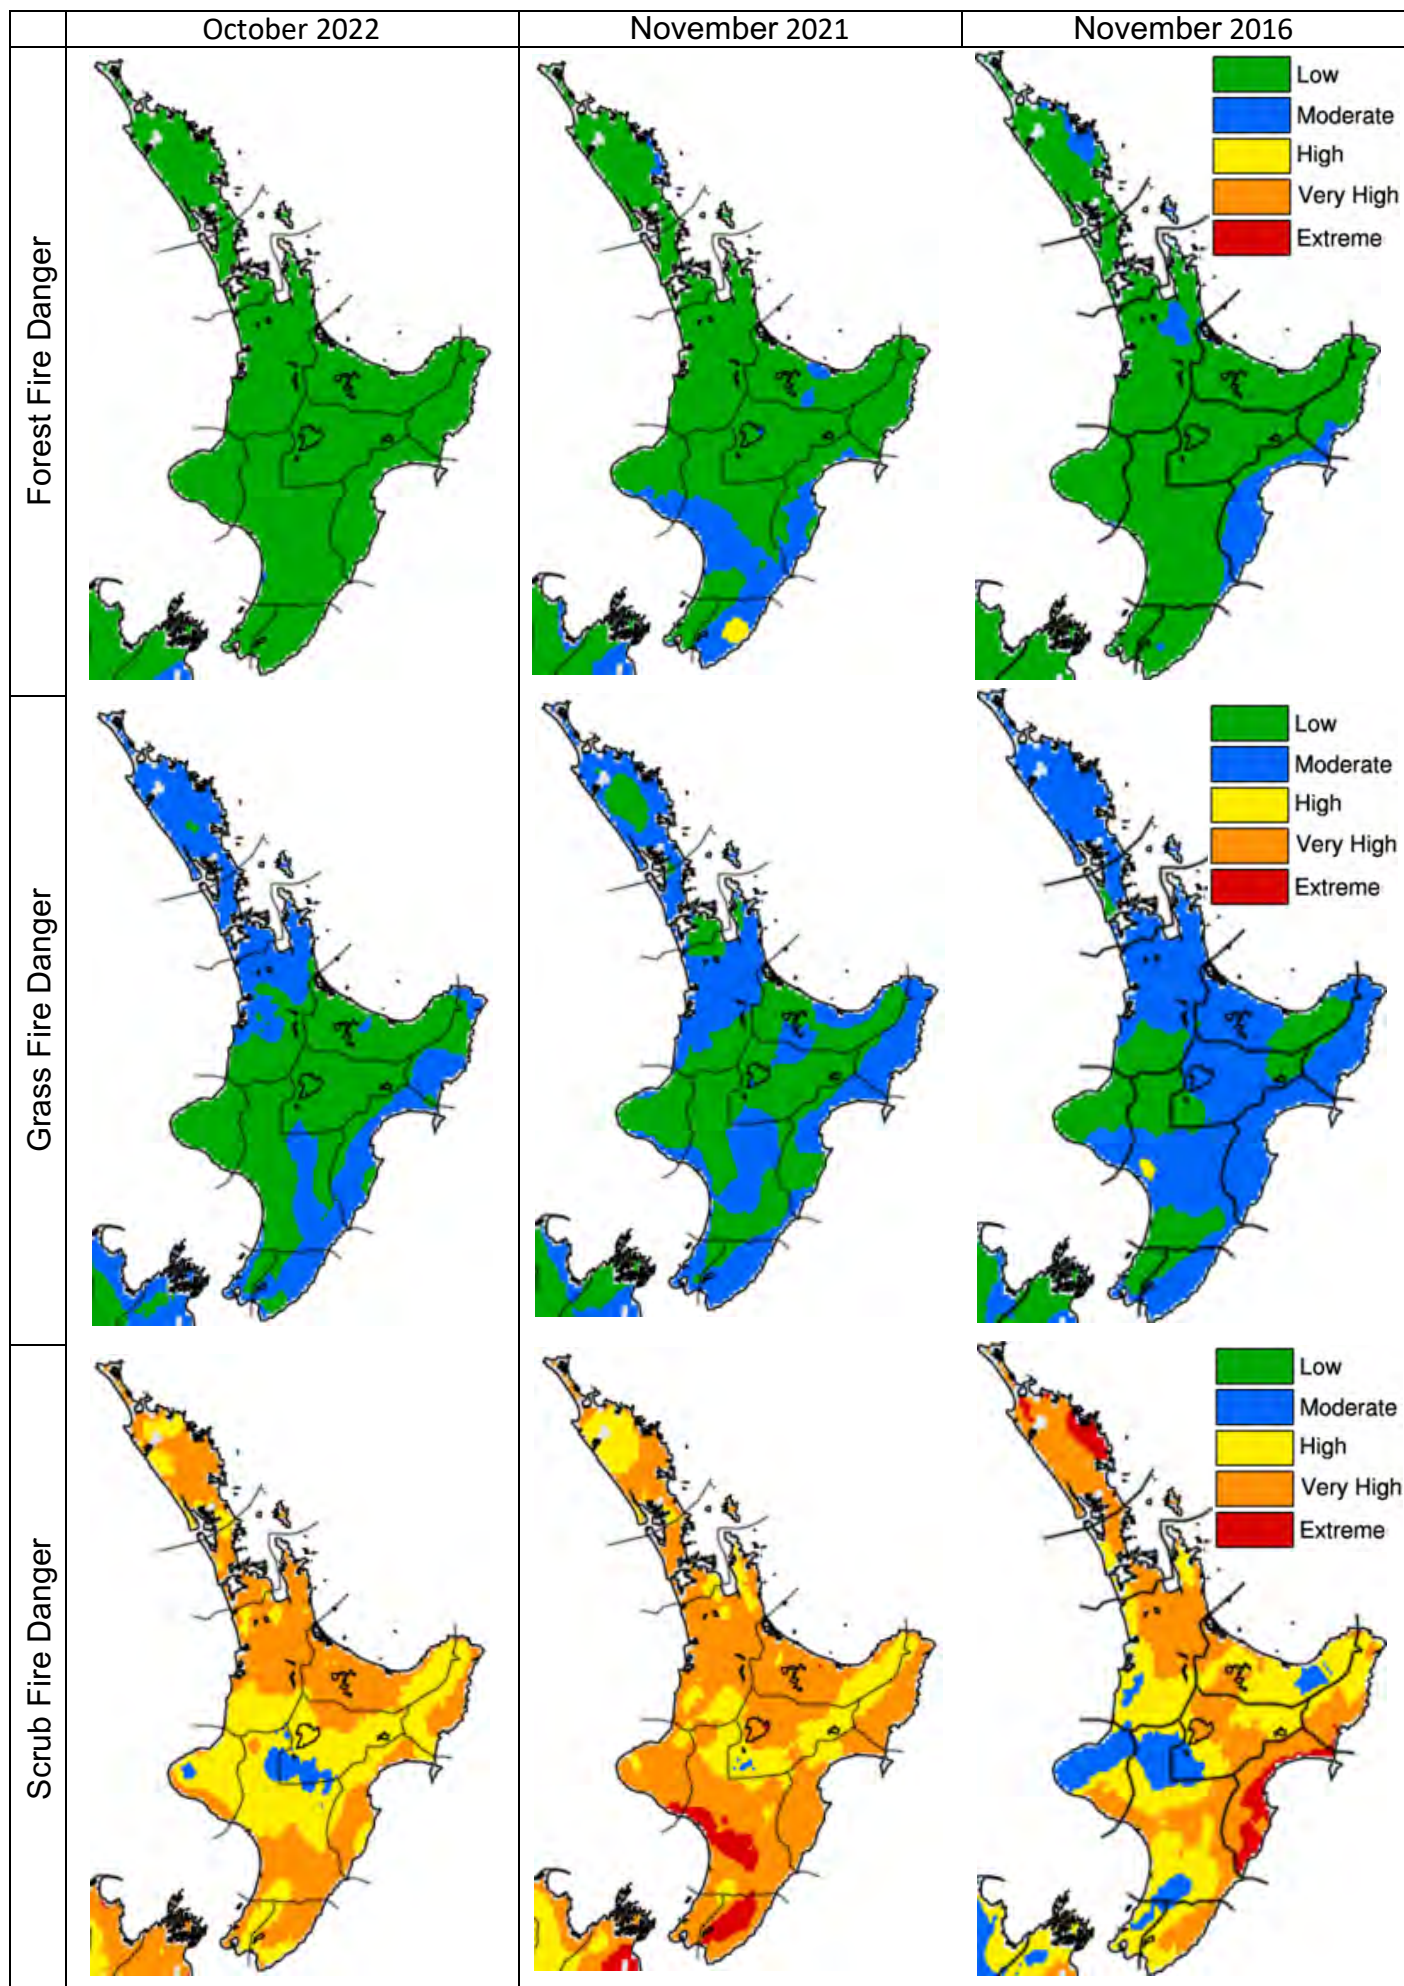 October 2022
November 2021
November 2016
Forest Fire Danger
Low
Moderate
High
Very High
Extreme
Grass Fire Danger
Low
Moderate
High
Very High
Extreme
Scrub Fire Danger
Low
Moderate
High
Very High
Extreme